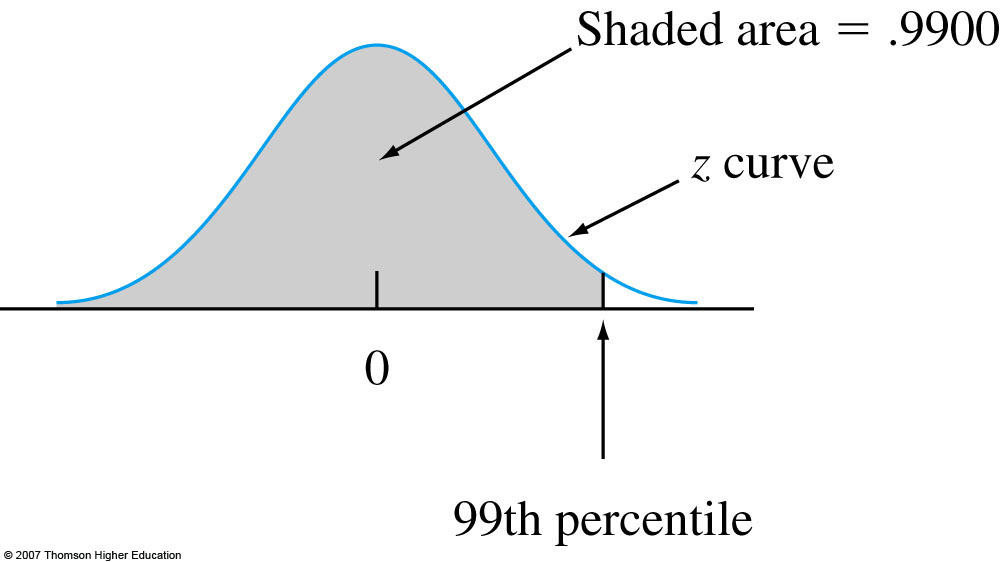 Shaded area = .9900
z curve
0
99th percentile
© 2007 Thomson Higher Education